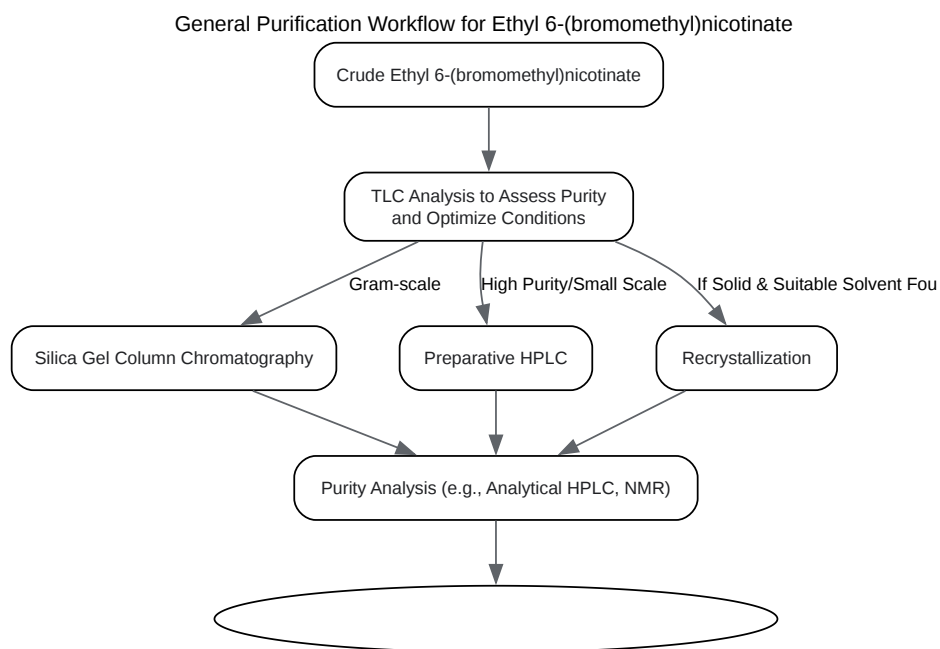 General Purification Workflow for Ethyl 6-(bromomethyl)nicotinate
Crude Ethyl 6-(bromomethyl)nicotinate
TLC Analysis to Assess Purity
and Optimize Conditions
Gram-scale
High Purity/Small Scale
If Solid & Suitable Solvent Fou
Silica Gel Column Chromatography
Preparative HPLC
Recrystallization
Purity Analysis (e.g., Analytical HPLC, NMR)